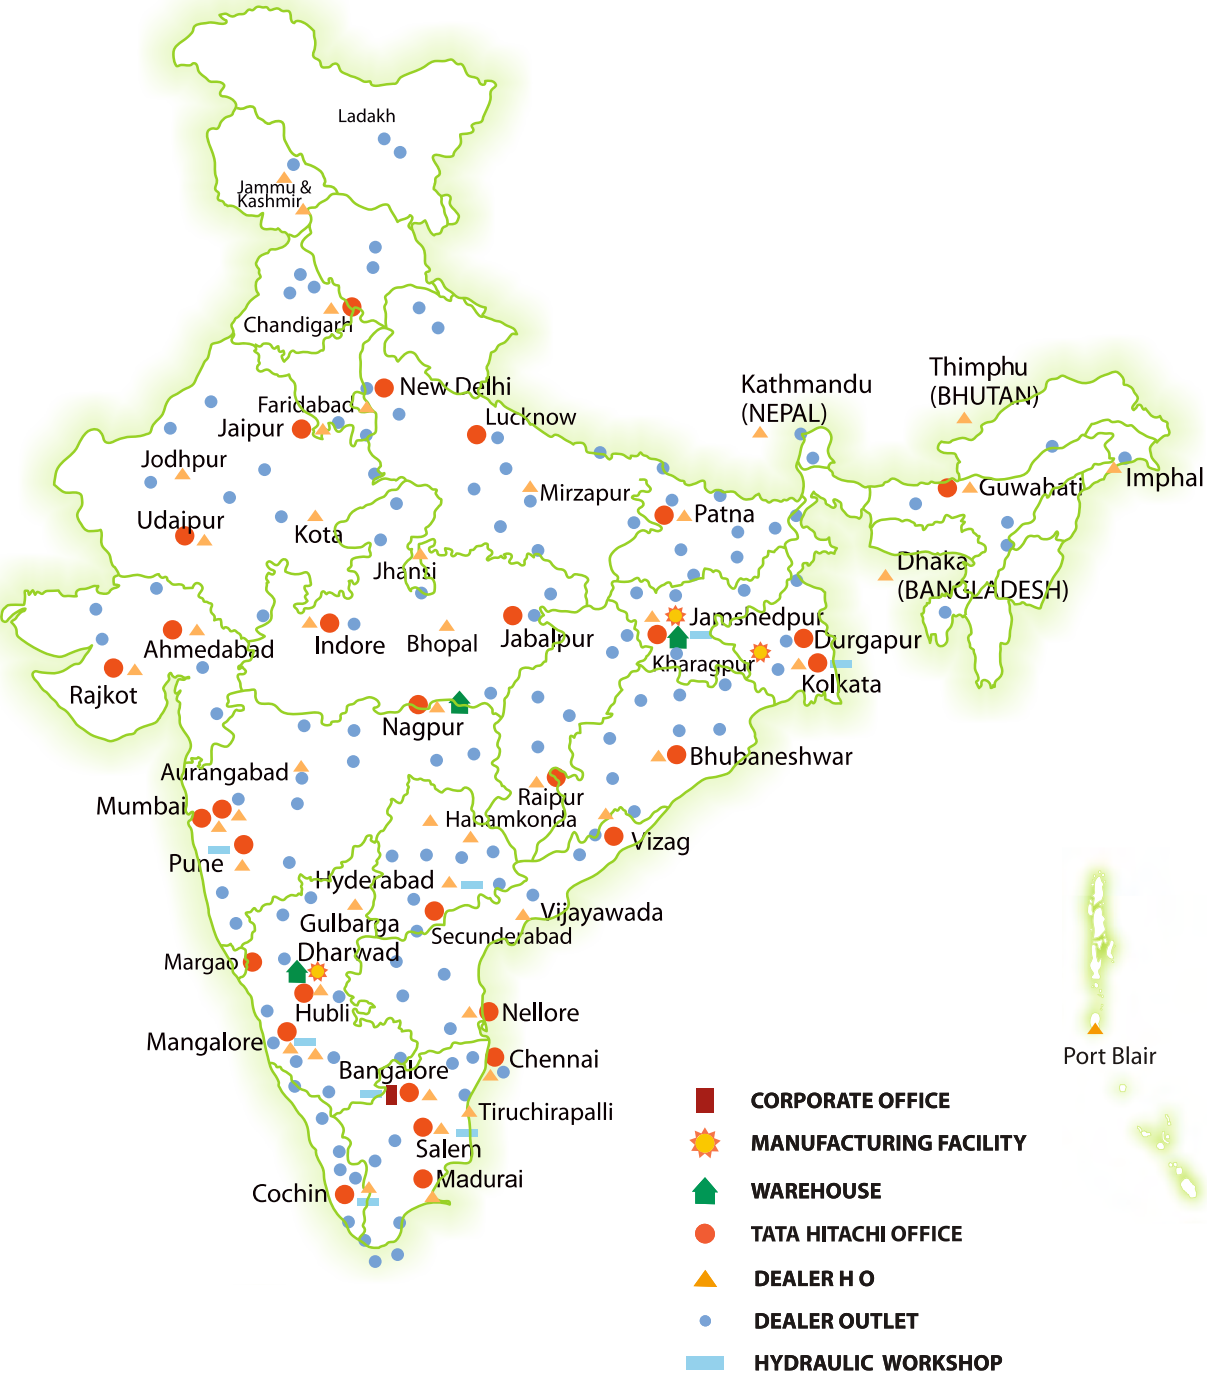 Ladakh
Jammu &
Kashmir
Chandigarh
New Delhi
Faridabad
Jaipur
Lucknow
Kathmandu
(NEPAL)
Thimphu
(BHUTAN)
Jodhpur
Mirzapur
Guwahati
Imphal
Udaipur
Kota
Patna
Jhansi
Dhaka
(BANGLADESH)
Ahmedabad
Indore
Bhopal
Jabalpur
Jamshedpur
Durgapur
Kharagpur
Kolkata
Rajkot
Nagpur
Bhubaneshwar
Aurangabad
Raipur
Mumbai
Hanamkonda
Vizag
Pune
Hyderabad
Gulbarga
Vijayawada
Secunderabad
Dharwad
Margao
Hubli
Nellore
Mangalore
Chennai
Port Blair
Bangalore
Tiruchirapalli
Salem
Madurai
Cochin
CORPORATE OFFICE
MANUFACTURING FACILITY
WAREHOUSE
TATA HITACHI OFFICE
DEALER H O
DEALER OUTLET
HYDRAULIC WORKSHOP